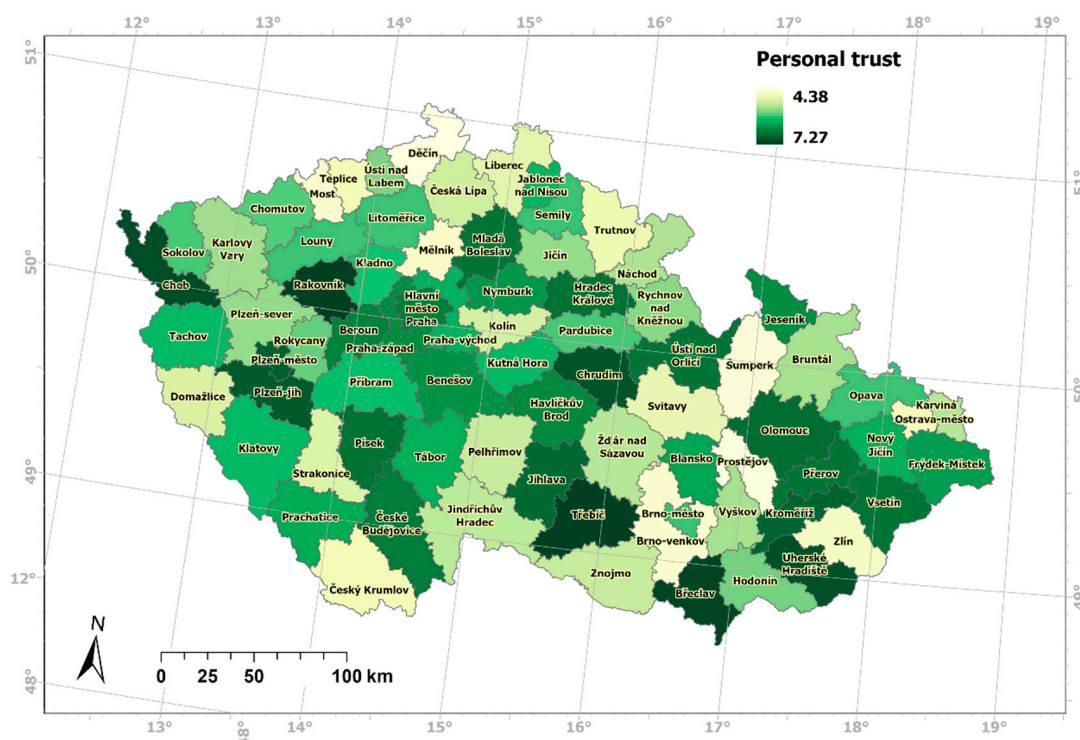 12°
13°
14°
15°
16°
17°
18°
19°
51°
Personal trust
4.38
7.27
Děčín
Liberec
Teplice
Ústí nad
Labem
Most
Česká Lípa
Jablonec
nad Nisou
Chomutov
Litoměřice
Semily
Trutnov
51°
Sokolov
Karlovy
Vary
Louny
Mělník
Mladá
Boleslav
Jičín
50°
Kladno
Náchod
Cheb
Rakovník
Hlavní
město
Praha
Nymburk
Hradec
Králové
Rychnov
nad
Kněžnou
Plzeň-sever
Jeseník
Tachov
Rokycany
Beroun
Praha-západ
Praha-východ
Kolín
Pardubice
Plzeň-město
Kutná Hora
Ústí nad
Orlicí
Šumperk
Bruntál
Příbram
Benešov
Chrudim
50°
Domažlice
Plzeň-jih
Havlíčkův
Brod
Svitavy
Opava
Karviná
Ostrava-město
Klatovy
Písek
Tábor
Pelhřimov
Žďár nad
Sázavou
Olomouc
Nový
Jičín
49°
Strakonice
Jihlava
Blansko
Prostějov
Přerov
Frýdek-Místek
Prachatice
České
Budějovice
Jindřichův
Hradec
Třebíč
Brno-město
Vyškov
Kroměříž
Vsetín
Brno-venkov
Zlín
12°
Český Krumlov
Znojmo
Břeclav
Hodonín
Uherské
Hradiště
49°
N
0
25
50
100 km
48°
13°
48°
14°
15°
16°
17°
18°
19°